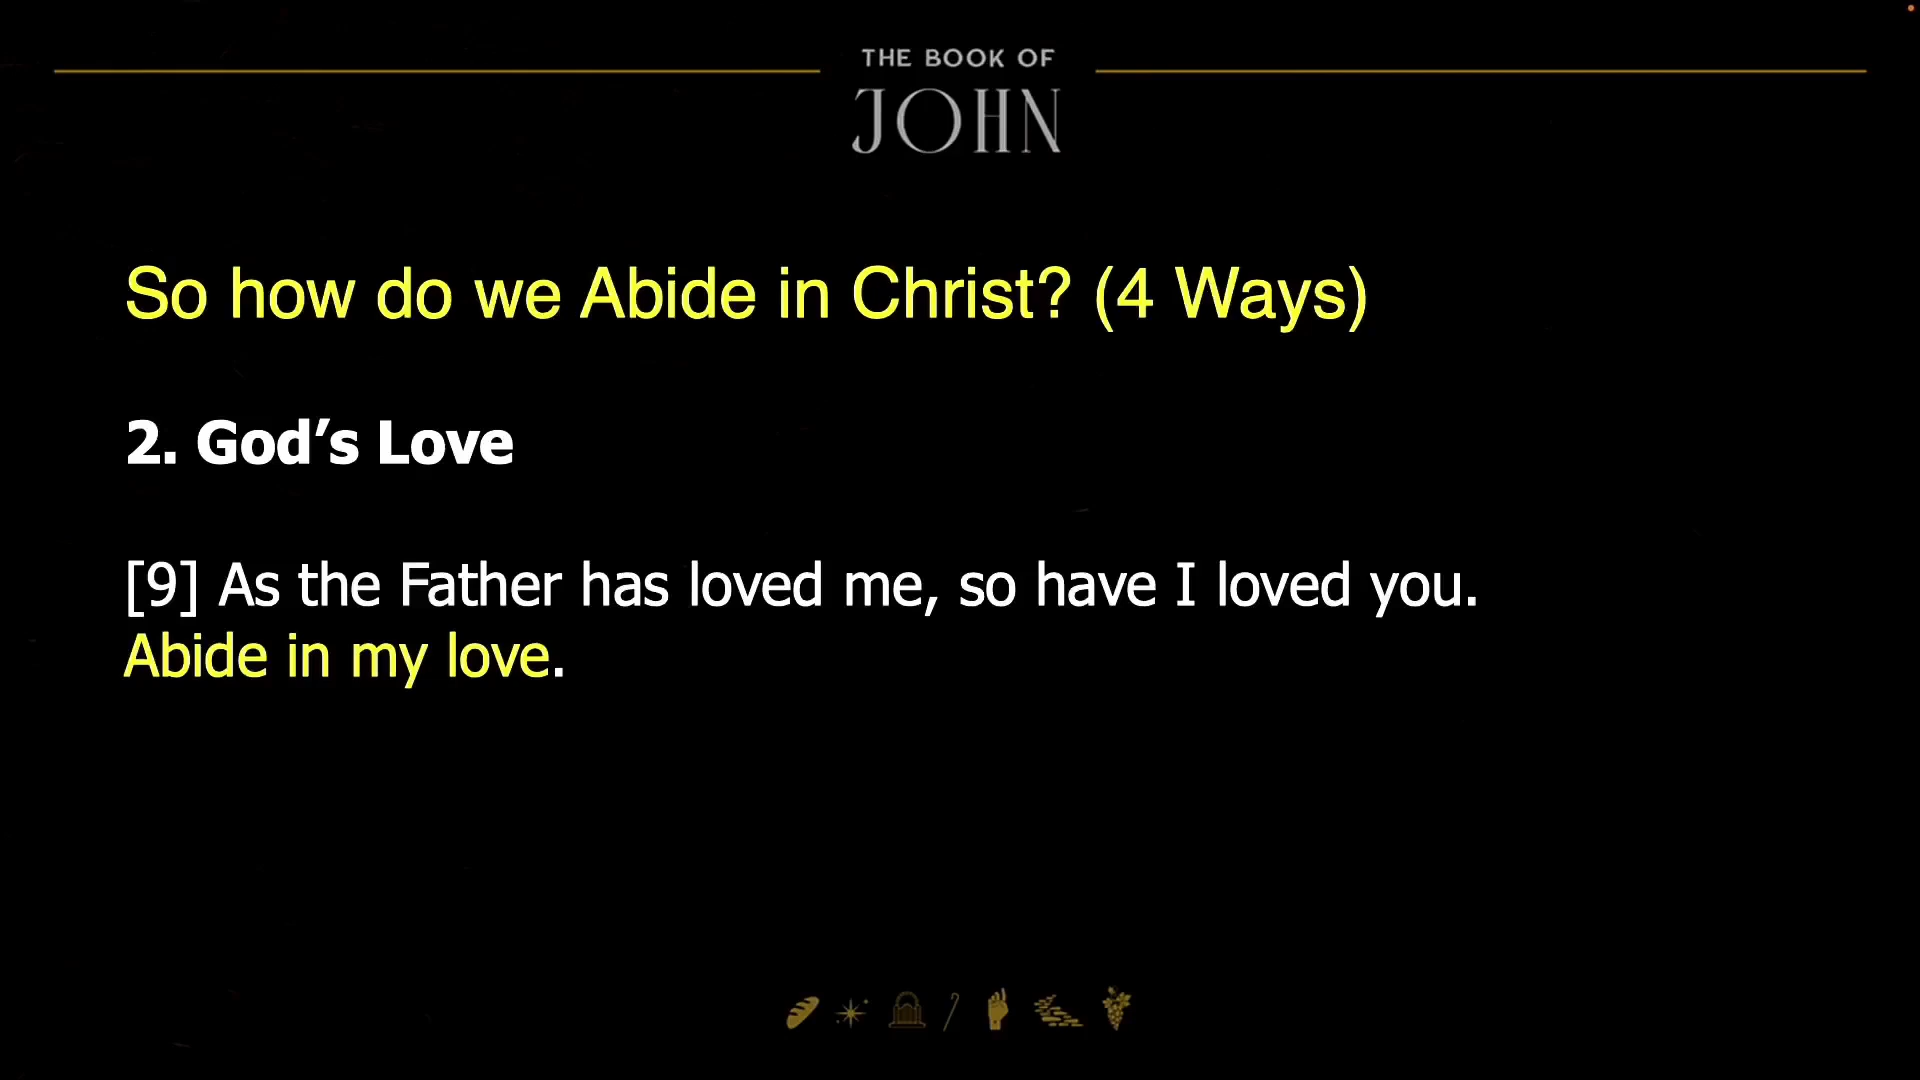 THE BOOK OF
JOHN
So how do we Abide in Christ? (4 Ways)
2. God’s Love
[9] As the Father has loved me, so have I loved you.
Abide in my love.